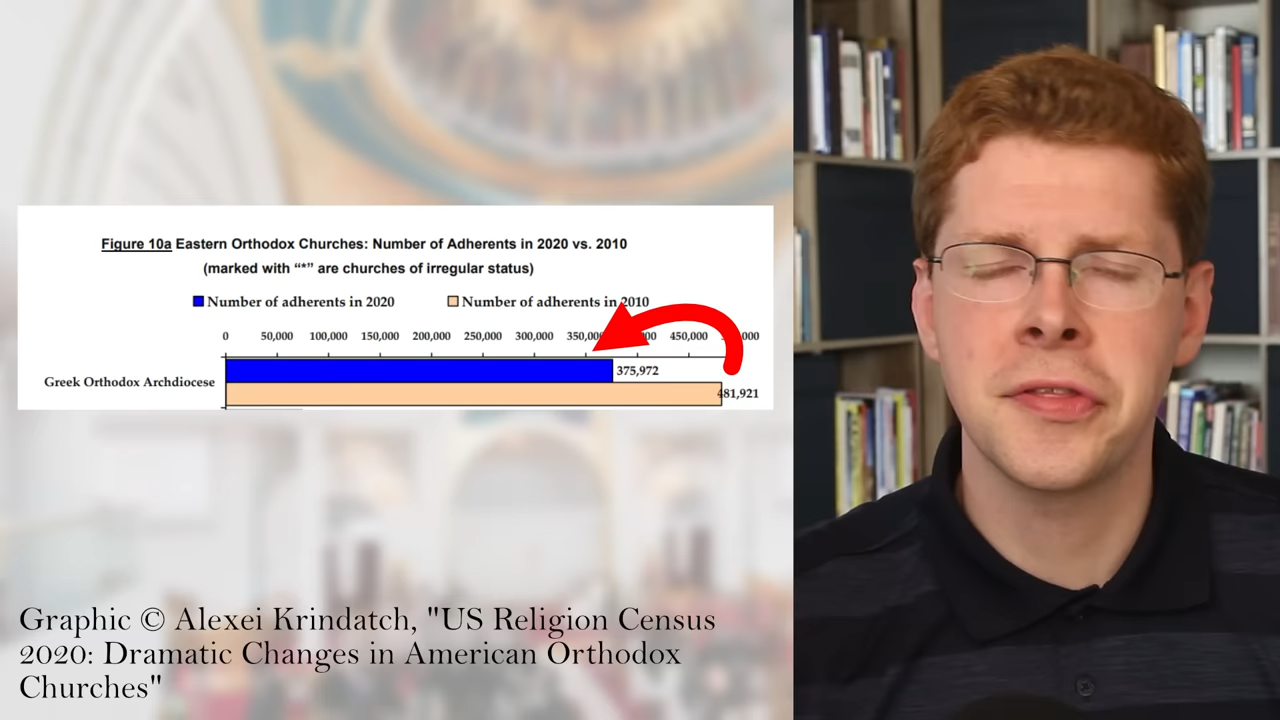 Figure 10a Eastern Orthodox Churches: Number of Adherents in 2020 vs. 2010
(marked with “*” are churches of irregular status)
Number of adherents in 2020 Number of adherents in 2010
0 50,000 100,000 150,000 200,000 250,000 300,000 450,000
Greek Orthodox Archdiocese
375,972
481,921
Graphic © Alexei Krindatch, "US Religion Census
2020: Dramatic Changes in American Orthodox
Churches"